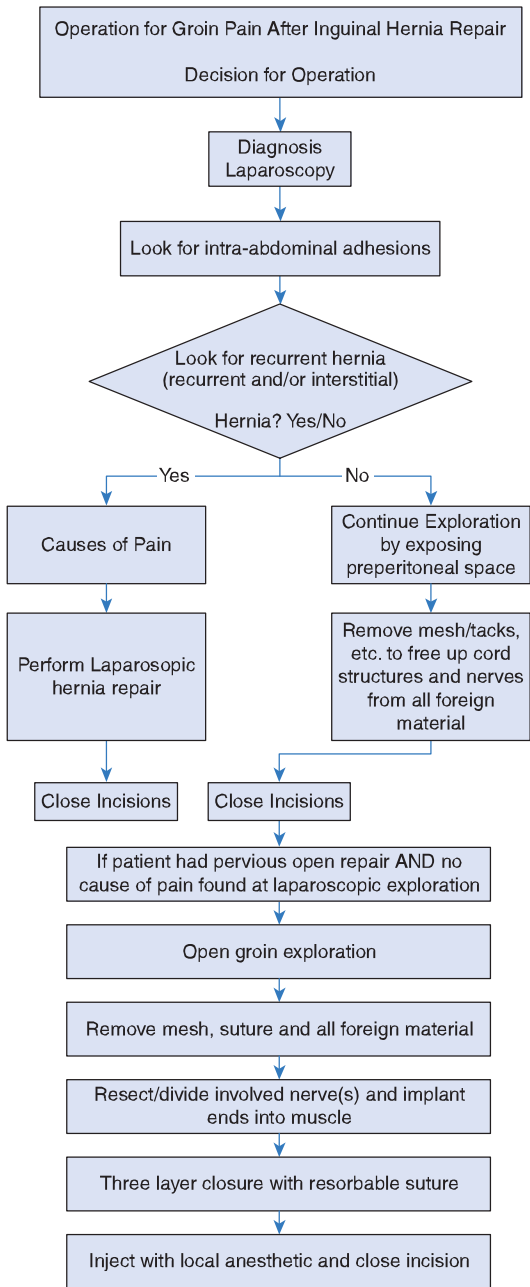 Operation for Groin Pain After Inguinal Hernia Repair
Decision for Operation
Diagnosis
Laparoscopy
Look for intra-abdominal adhesions
Look for recurrent hernia
(recurrent and/or interstitial)
Hernia? Yes/No
Yes
No
Causes of Pain
Continue Exploration
by exposing
preperitoneal space
Perform Laparosopic
hernia repair
Remove mesh/tacks,
etc. to free up cord
structures and nerves
from all foreign
material
Close Incisions
Close Incisions
If patient had pervious open repair AND no
cause of pain found at laparoscopic exploration
Open groin exploration
Remove mesh, suture and all foreign material
Resect/divide involved nerve(s) and implant
ends into muscle
Three layer closure with resorbable suture
Inject with local anesthetic and close incision